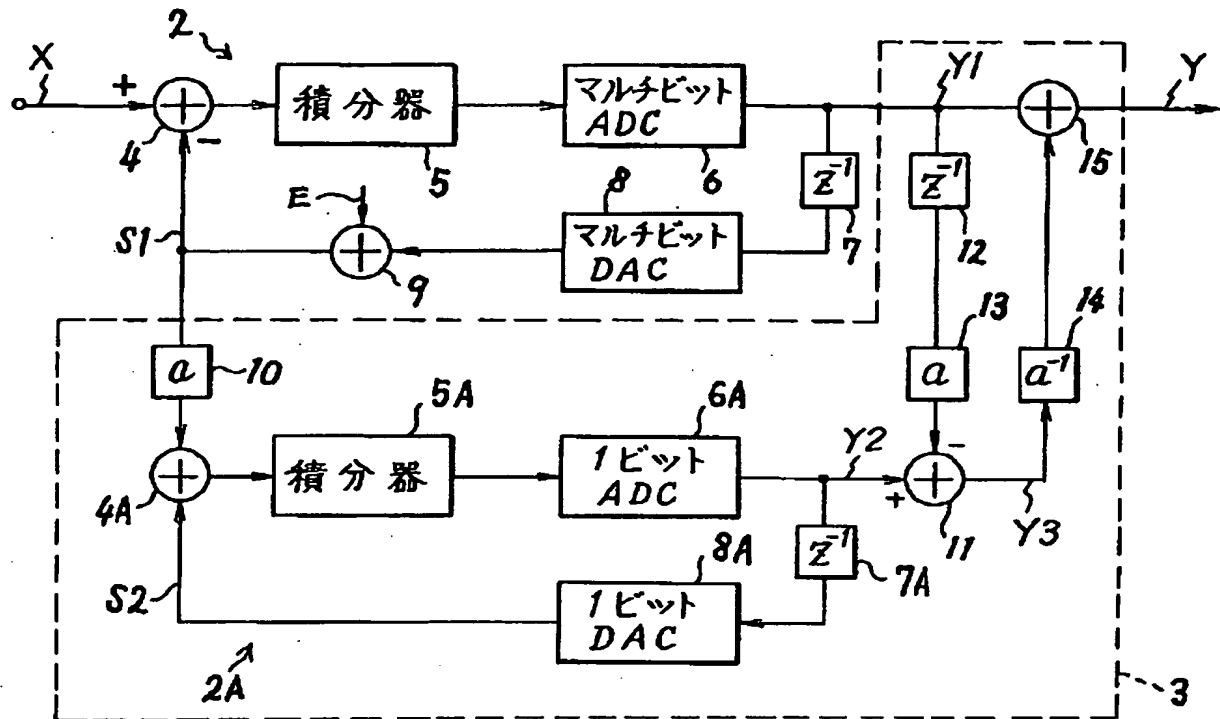 X
+
4
-
2
積分器
5
マルチビット
ADC
6
Y1
Y
15
z⁻¹
7
z⁻¹
12
E
9
8
マルチビット
DAC
S1
a
10
13
a
14
a⁻¹
4A
5A
積分器
6A
1ビット
ADC
Y2
+
-
11
Y3
z⁻¹
7A
8A
1ビット
DAC
S2
2A
3